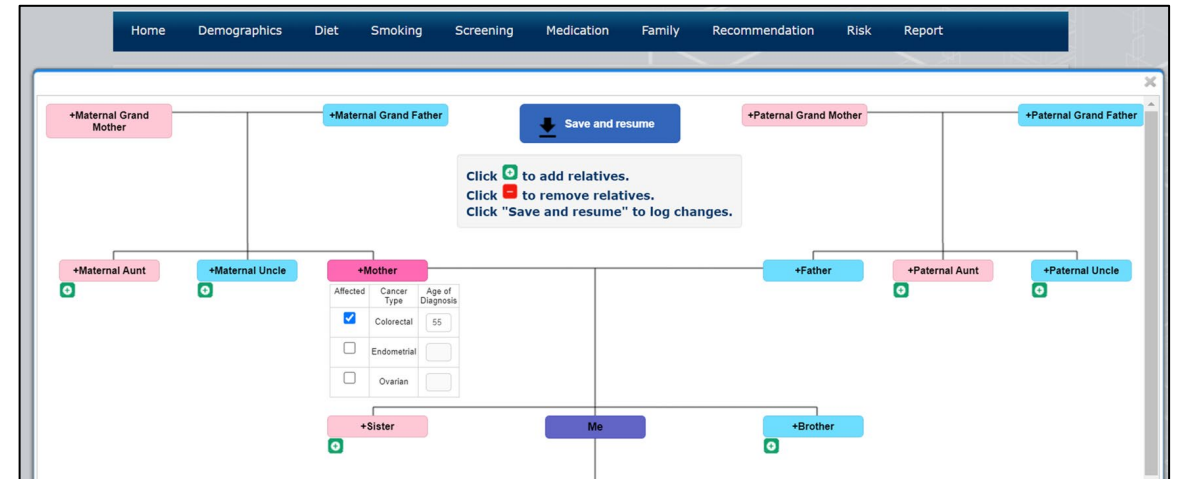 Home Demographics Diet Smoking Screening Medication Family Recommendation Risk Report
+Maternal Grand
Mother
+Maternal Grand Father
Save and resume
+Paternal Grand Mother
+Paternal Grand Father
Click to add relatives.
Click to remove relatives.
Click "Save and resume" to log changes.
+Maternal Aunt
+Maternal Uncle
+Mother
+Father
+Paternal Aunt
+Paternal Uncle
Affected Cancer Type Age of Diagnosis
Colorectal 55
Endometrial
Ovarian
+Sister
Me
+Brother